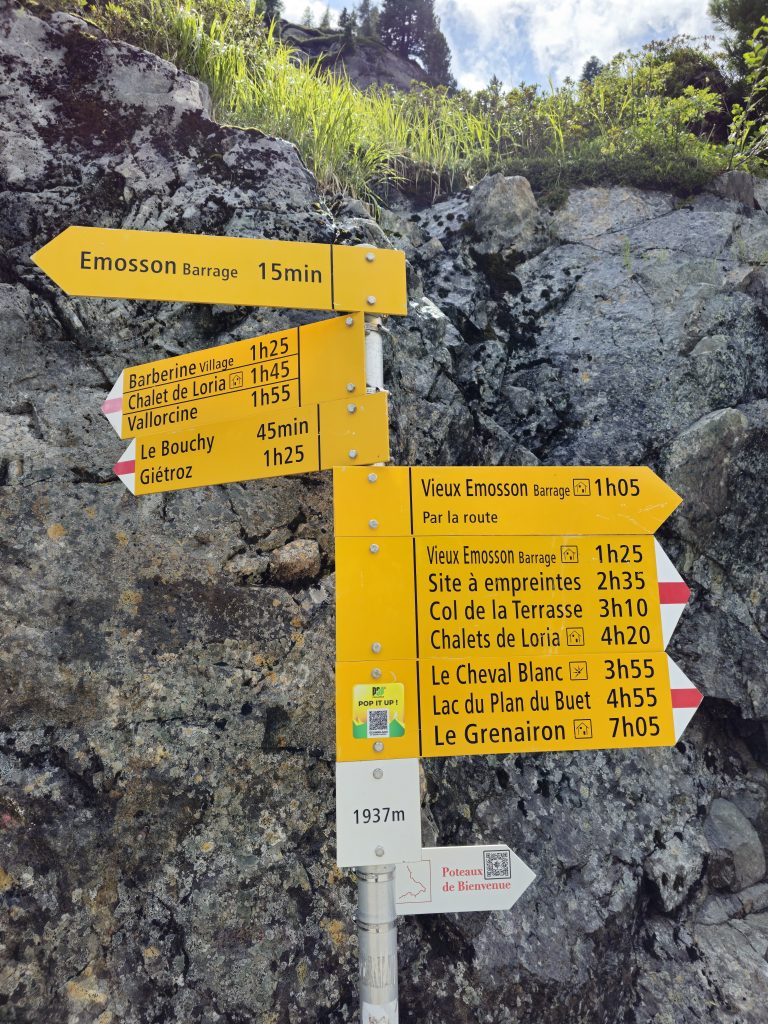 Emosson Barrage 15min
Barberine Village 1h25
Chalet de Loria 1h45
Vallorcine 1h55
Le Bouchy 45min
Giétroz 1h25
Vieux Emosson Barrage 1h05
Par la route
Vieux Emosson Barrage 1h25
Site à empreintes 2h35
Col de la Terrasse 3h10
Chalets de Loria 4h20
Le Cheval Blanc 3h55
Lac du Plan du Buet 4h55
Le Grenairon 7h05
POP IT UP !
1937m
Poteaux
de Bienvenue